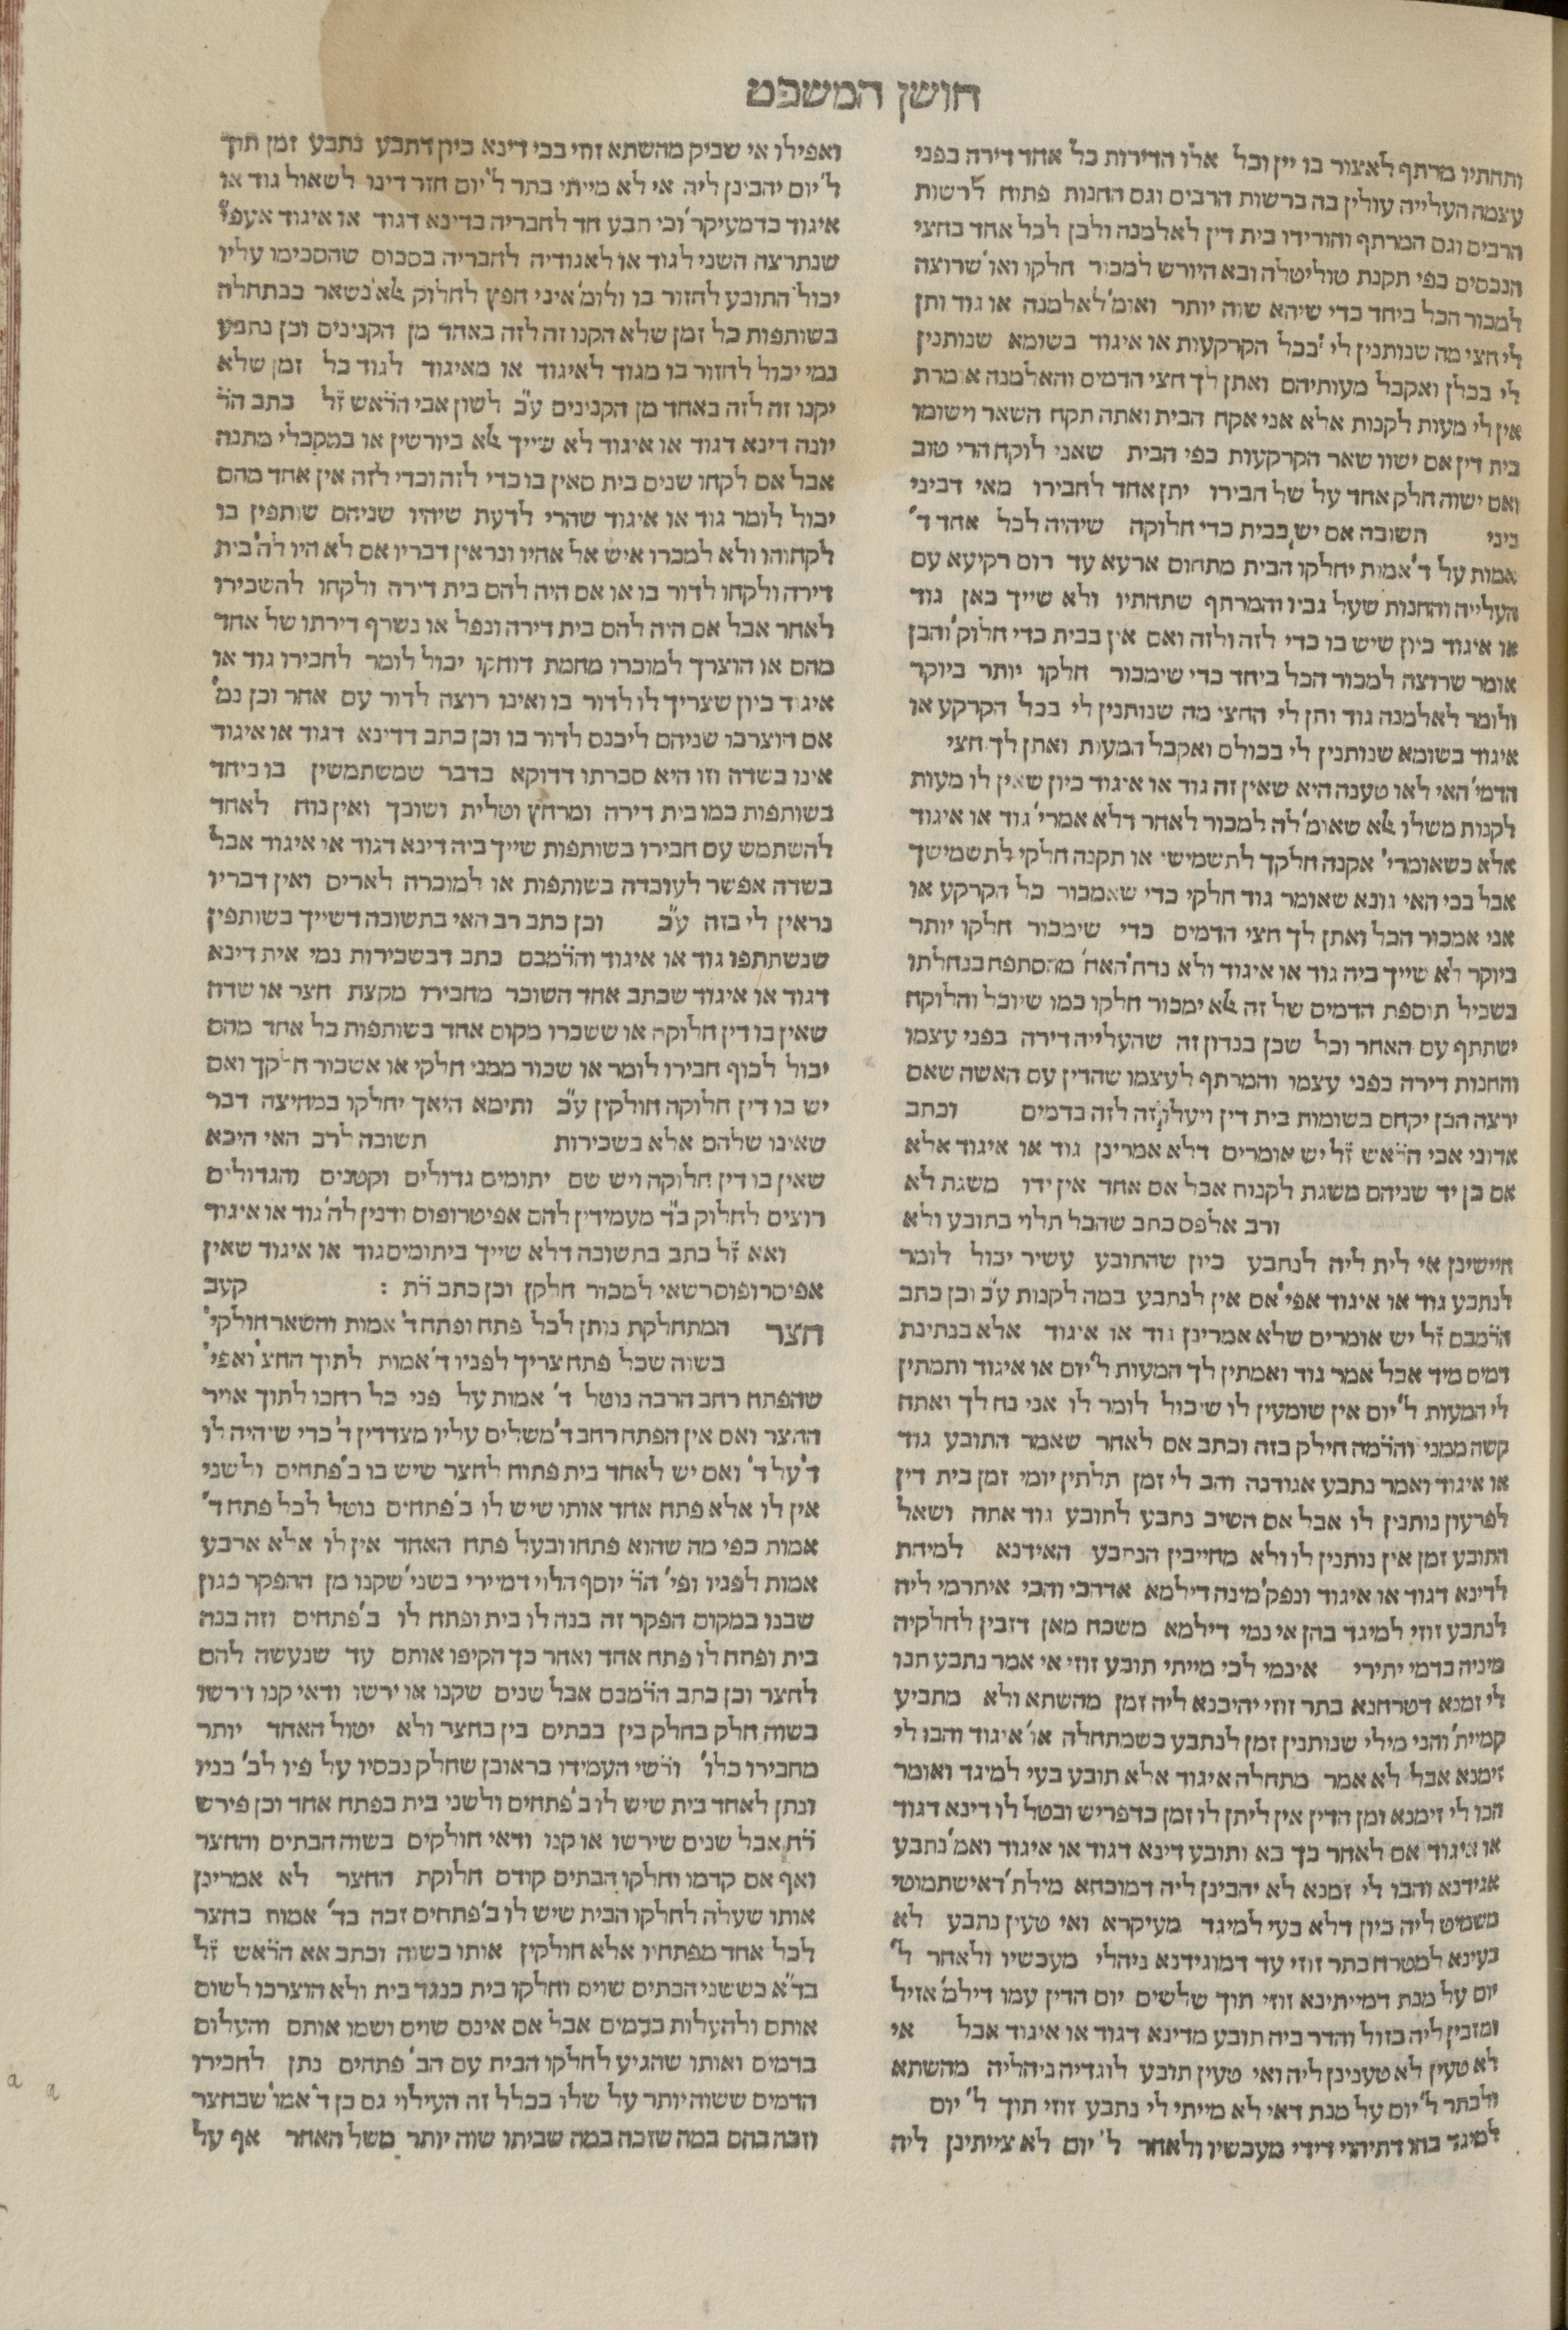 חושן המשפט
ותחתיו מרתף לאצור בו יין וכל אלו הדירות כל אחד דירה בפני
עצמה העלייה עולין בה ברשות הרבים וגם החנות פתוח לרשות
הרבים וגם המרתף והורידו בית דין לאלמנה ולבן לכל אחד בחצי
הנכסים כפי תקנת טוליטלה ובא היורש למכור חלקו ואו' שרוצה
למכור הכל ביחד כדי שיהא שוה יותר ואומ' לאלמנה או גוד ותן
לי חצי מה שנותנין לי בכל הקרקעות או איגוד בשומא שנותנין
לי בכלן ואקבל מעותיהם ואתן לך חצי הדמים והאלמנה אומרת
אין לי מעות לקנות אלא אני אקח הבית ואתה תקח השאר וישומו
בית דין אם ישוו שאר הקרקעות כפי הבית שאני לוקח הרי טוב
ואם ישוה חלק אחד על של חבירו יתן אחד לחבירו מאי דביני
ביני תשובה אם יש בבית כדי חלוקה שיהיה לכל אחד ד'
אמות על ד' אמות יחלקו הבית מתחום ארעא עד רום רקיעא עם
העלייה והחנות שעל גביו והמרתף שתחתיו ולא שייך כאן גוד
או איגוד כיון שיש בו כדי לזה ולזה ואם אין בבית כדי חלוק' והבן
אומר שרוצה למכור הכל ביחד כדי שימכור חלקו יותר ביוקר
ולומר לאלמנה גוד ותן לי החצי מה שנותנין לי בכל הקרקע או
איגוד בשומא שנותנין לי בכולם ואקבל המעות ואתן לך חצי
הדמי' האי לאו טענה היא שאין זה גוד או איגוד כיון שאין לו מעות
לקנות משלו אלא שאומ' לה למכור לאחר דלא אמרי' גוד או איגוד
אלא כשאומרי' אקנה חלקך לתשמישי או תקנה חלקי לתשמישך
אבל בכי האי גונא שאומר גוד חלקי כדי שאמכור כל הקרקע או
אני אמכור הכל ואתן לך חצי הדמים כדי שימכור חלקו יותר
ביוקר לא שייך ביה גוד או איגוד ולא נדח' האח' מהסתפח בנחלתו
בשביל תוספת הדמים של זה אלא ימכור חלקו כמו שיוכל והלוקח
ישתתף עם האחר וכל שכן בנדון זה שהעלייה דירה בפני עצמו
והחנות דירה בפני עצמו והמרתף לעצמו שהדין עם האשה שאם
ירצה הבן יקחם בשומות בית דין ויעלו זה לזה בדמים וכתב
אדוני אבי הרא״ש ז״ל יש אומרים דלא אמרינן גוד או איגוד אלא
אם כן יד שניהם משגת לקנות אבל אם אחד אין ידו משגת לא
ורב אלפס כתב שהכל תלוי בתובע ולא
חיישינן אי לית ליה לנתבע כיון שהתובע עשיר יכול לומר
לנתבע גוד או איגוד אפי' אם אין לנתבע במה לקנות ע״כ וכן כתב
הרמב״ם ז״ל יש אומרים שלא אמרינן גוד או איגוד אלא בנתינת
דמים מיד אבל אמר גוד ואמתין לך המעות ל' יום או איגוד ותמתין
לי המעות ל' יום אין שומעין לו שיכול לומר לו אני נח לך ואתה
קשה ממני והרמ״ה חילק בזה וכתב אם לאחר שאמר התובע גוד
או איגוד ואמר נתבע אגודנה והב לי זמן תלתין יומי זמן בית דין
לפרעון נותנין לו אבל אם השיב נתבע לתובע גוד אתה ושאל
התובע זמן אין נותנין לו ולא מחייבין הנתבע האידנא למיחת
לדינא דגוד או איגוד ונפק' מינה דילמא אדהכי והכי איתרמי ליה
לנתבע זוזי למיגד בהן אי נמי דילמא משכח מאן דזבין לחלקיה
מיניה בדמי יתירי אי נמי לכי מייתי תובע זוזי אי אמר נתבע תנו
לי זמנא דטרחנא בתר זוזי יהיבנא ליה זמן מהשתא ולא מתביע
קמיית' והני מילי שנותנין זמן לנתבע כשמתחלה או' איגוד והבו לי
זימנא אבל לא אמר מתחלה איגוד אלא תובע בעי למיגד ואומר
הבו לי זימנא ומן הדין אין ליתן לו זמן כדפריש ובטל לו דינא דגוד
או איגוד אם לאחר כך בא ותובע דינא דגוד או איגוד ואמ' נתבע
אגידנא והבו לי זמנא לא יהבינן ליה דמוכחא מילת' דאישתמוטי
משמיט ליה כיון דלא בעי למיגד מעיקרא ואי טעין נתבע לא
בעינא למטרח בתר זוזי עד דמוגידנא ניהלי מעכשיו ולאחר ל'
יום על מנת דמייתינא זוזי תוך שלשים יום הדין עמו דילמ' אזיל
ומזבין ליה בזול והדר ביה תובע מדינא דגוד או איגוד אבל אי
לא טעין לא טענינן ליה ואי טעין תובע לוגדיה ניהליה מהשתא
ולבתר ל' יום על מנת דאי לא מייתי לי נתבע זוזי תוך ל' יום
למיגד בהו דתיהוי דידי מעכשיו ולאחר ל' יום לא צייתינן ליה
ואפילו אי שביק מהשתא זוזי בבי דינא כיון דתבע נתבע זמן תוך
ל' יום יהבינן ליה אי לא מייתי בתר ל' יום חזר דינו לשאול גוד או
איגוד כדמעיקר' וכי תבע חד לחבריה בדינא דגוד או איגוד אעפ״י
שנתרצה השני לגוד או לאגודיה לחבריה בסכום שהסכימו עליו
יכול התובע לחזור בו ולומ' איני חפץ לחלוק אלא נשאר כבתחלה
בשותפות כל זמן שלא הקנו זה לזה באחד מן הקנינים וכן נתבע
נמי יכול לחזור בו מגוד לאיגוד או מאיגוד לגוד כל זמן שלא
יקנו זה לזה באחד מן הקנינים ע״כ לשון אבי הרא״ש ז״ל כתב הר״ר
יונה דינא דגוד או איגוד לא שייך אלא ביורשין או במקבלי מתנה
אבל אם לקחו שנים בית סאין בו כדי לזה וכדי לזה אין אחד מהם
יכול לומר גוד או איגוד שהרי לדעת שיהיו שניהם שותפין בו
לקחוהו ולא למכרו איש אל אחיו ונראין דבריו אם לא היו לה' בית
דירה ולקחו לדור בו או אם היה להם בית דירה ולקחו להשכירו
לאחר אבל אם היה להם בית דירה ונפל או נשרף דירתו של אחד
מהם או הוצרך למוכרו מחמת דוחקו יכול לומר לחבירו גוד או
איגוד כיון שצריך לו לדור בו ואינו רוצה לדור עם אחר וכן נמ'
אם הוצרכו שניהם ליכנס לדור בו וכן כתב דדינא דגוד או איגוד
אינו בשדה וזו היא סברתו דדוקא בדבר שמשתמשין בו ביחד
בשותפות כמו בית דירה ומרחץ וטלית ושובך ואין נוח לאחד
להשתמש עם חבירו בשותפות שייך ביה דינא דגוד או איגוד אבל
בשדה אפשר לעובדה בשותפות או למוכרה לאריס ואין דבריו
נראין לי בזה ע״כ וכן כתב רב האי בתשובה דשייך בשותפין
שנשתתפו גוד או איגוד והרמב״ם כתב דבשכירות נמי אית דינא
דגוד או איגוד שכתב אחד השוכר מחבירו מקצת חצר או שדה
שאין בו דין חלוקה או ששכרו מקום אחד בשותפות כל אחד מהם
יכול לכוף חבירו לומר או שכור ממני חלקי או אשכור חלקך ואם
יש בו דין חלוקה חולקין ע״כ ותימא היאך יחלקו במחיצה דבר
שאינו שלהם אלא בשכירות תשובה לרב האי היכא
שאין בו דין חלוקה ויש שם יתומים גדולים וקטנים והגדולים
רוצים לחלוק ב״ד מעמידין להם אפיטרופוס ודנין לה' גוד או איגוד
וא״א ז״ל כתב בתשובה דלא שייך ביתומים גוד או איגוד שאין
אפיסרופוס רשאי למכור חלקן וכן כתב ר״ת : קעב
חצר המתחלקת נותן לכל פתח ופתח ד' אמות והשאר חולקי'
בשוה שכל פתח צריך לפניו ד' אמות לתוך החצ' ואפי'
שהפתח רחב הרבה נוטל ד' אמות על פני כל רחבו לתוך אויר
החצר ואם אין הפתח רחב ד' משלים עליו מצדדין ד' כדי שיהיה לו
ד' על ד' ואם יש לאחד בית פתוח לחצר שיש בו ב' פתחים ולשני
אין לו אלא פתח אחד אותו שיש לו ב' פתחים נוטל לכל פתח ד'
אמות כפי מה שהוא פתחו ובעל פתח האחד אין לו אלא ארבע
אמות לפניו ופי' הר״ר יוסף הלוי דמיירי בשני' שקנו מן ההפקר כגון
שבנו במקום הפקר זה בנה לו בית ופתח לו ב' פתחים וזה בנה
בית ופתח לו פתח אחד ואחר כך הקיפו אותם עד שנעשה להם
לחצר וכן כתב הרמב״ם אבל שנים שקנו או ירשו ודאי קנו וירשו
בשוה חלק בחלק בין בבתים בין בחצר ולא יטול האחד יותר
מחבירו כלו' ורש״י העמידו בראובן שחלק נכסיו על פיו לב' בניו
ונתן לאחד בית שיש לו ב' פתחים ולשני בית בפתח אחד וכן פירש
ר״ח אבל שנים שירשו או קנו ודאי חולקים בשוה הבתים והחצר
ואף אם קדמו וחלקו הבתים קודם חלוקת החצר לא אמרינן
אותו שעלה לחלקו הבית שיש לו ב' פתחים זכה בד' אמות בחצר
לכל אחד מפתחיו אלא חולקין אותו בשוה וכתב א״א הרא״ש ז״ל
בד״א כששני הבתים שוים וחלקו בית כנגד בית ולא הוצרכו לשום
אותם ולהעלות בדמים אבל אם אינם שוים ושמו אותם והעלום
בדמים ואותו שהגיע לחלקו הבית עם הב' פתחים נתן לחבירו
הדמים ששוה יותר על שלו בכלל זה העילוי גם כן ד' אמו' שבחצר
וזכה בהם במה שזכה במה שביתו שוה יותר משל האחר אף על